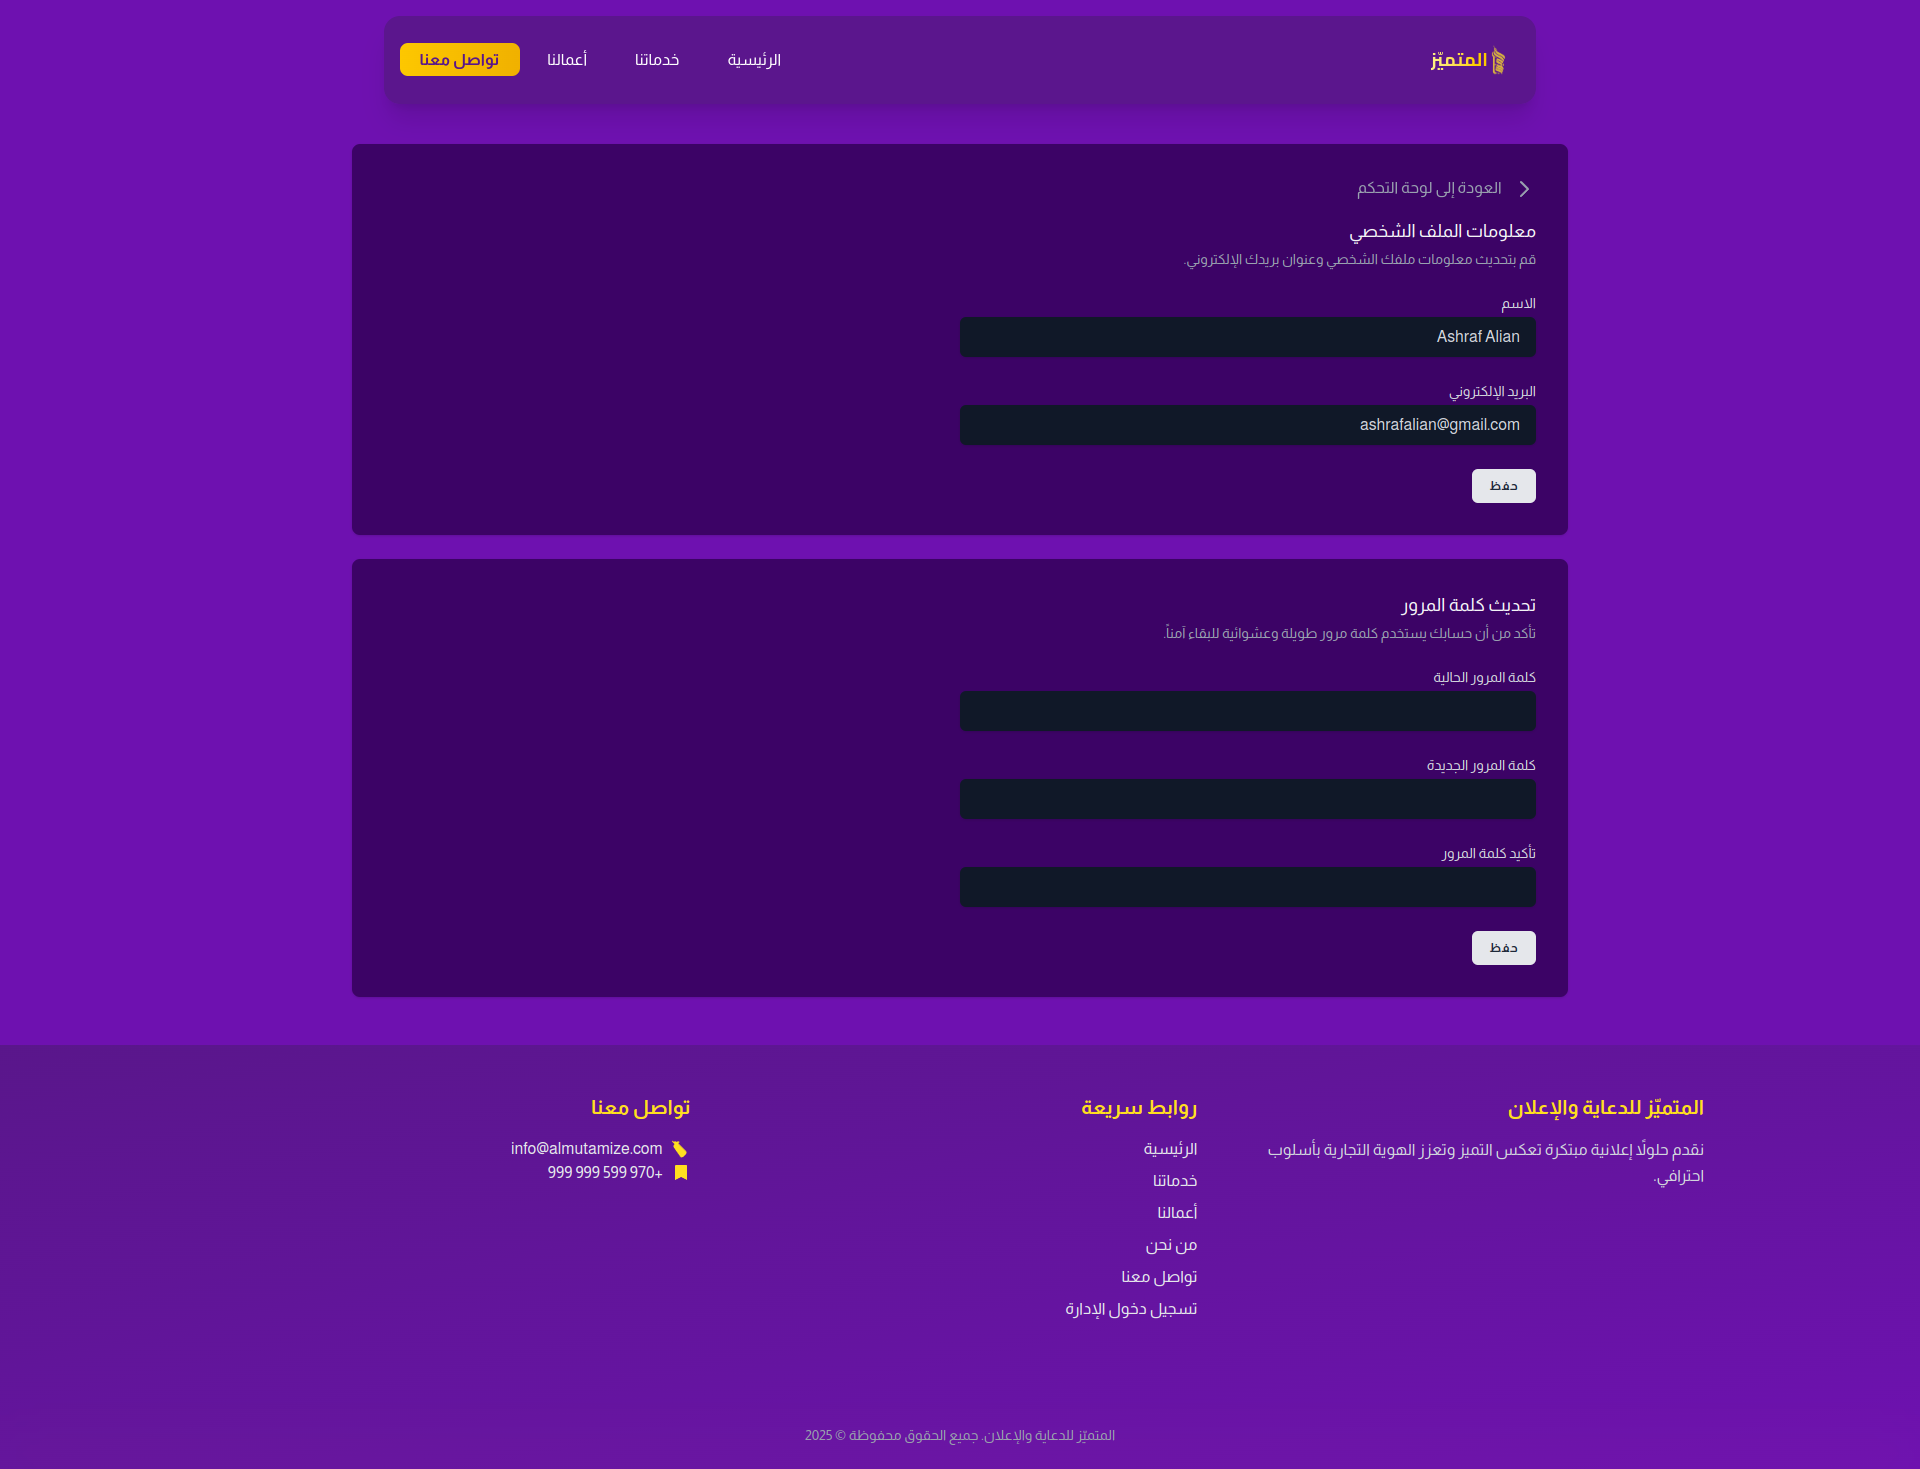 المتميّز
الرئيسية
خدماتنا
أعمالنا
تواصل معنا
العودة إلى لوحة التحكم
معلومات الملف الشخصي
قم بتحديث معلومات ملفك الشخصي وعنوان بريدك الإلكتروني.
الاسم
Ashraf Alian
البريد الإلكتروني
ashrafalian@gmail.com
حفظ
تحديث كلمة المرور
تأكد من أن حسابك يستخدم كلمة مرور طويلة وعشوائية للبقاء آمناً.
كلمة المرور الحالية
كلمة المرور الجديدة
تأكيد كلمة المرور
حفظ
المتميّز للدعاية والإعلان
نقدم حلولاً إعلانية مبتكرة تعكس التميز وتعزز الهوية التجارية بأسلوب
احترافي.
روابط سريعة
الرئيسية
خدماتنا
أعمالنا
من نحن
تواصل معنا
تسجيل دخول الإدارة
تواصل معنا
info@almutamize.com
999 999 599 970+
المتميّز للدعاية والإعلان. جميع الحقوق محفوظة © 2025